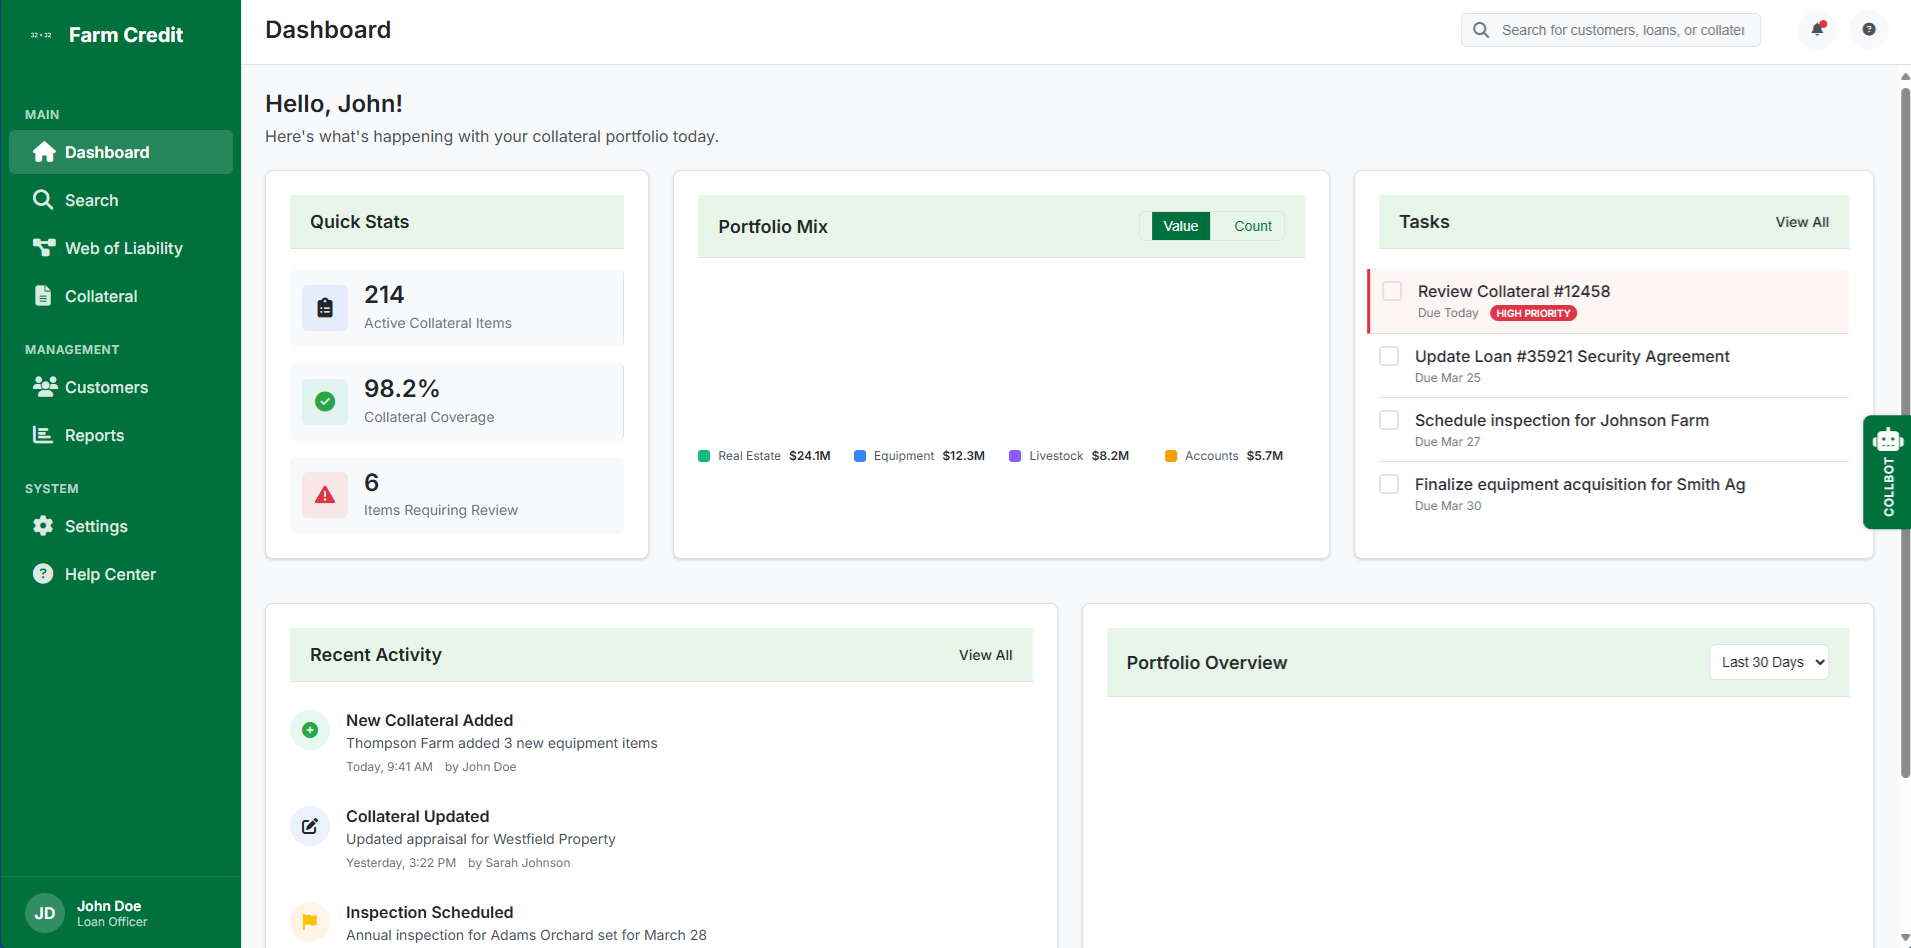 32 × 32
Farm Credit
MAIN
Dashboard
Search
Web of Liability
Collateral
MANAGEMENT
Customers
Reports
SYSTEM
Settings
Help Center
JD
John Doe
Loan Officer
Dashboard
Search for customers, loans, or collater
Hello, John!
Here's what's happening with your collateral portfolio today.
Quick Stats
214
Active Collateral Items
98.2%
Collateral Coverage
6
Items Requiring Review
Portfolio Mix
Value Count
Real Estate $24.1M Equipment $12.3M Livestock $8.2M Accounts $5.7M
Tasks
View All
Review Collateral #12458
Due Today HIGH PRIORITY
Update Loan #35921 Security Agreement
Due Mar 25
Schedule inspection for Johnson Farm
Due Mar 27
Finalize equipment acquisition for Smith Ag
Due Mar 30
COLLBOT
Recent Activity
View All
New Collateral Added
Thompson Farm added 3 new equipment items
Today, 9:41 AM by John Doe
Collateral Updated
Updated appraisal for Westfield Property
Yesterday, 3:22 PM by Sarah Johnson
Inspection Scheduled
Annual inspection for Adams Orchard set for March 28
Portfolio Overview
Last 30 Days